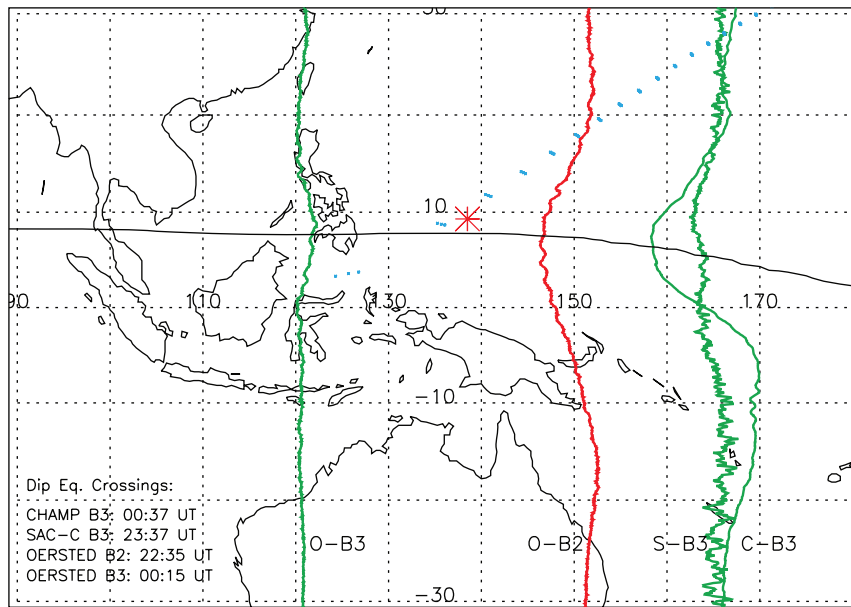 30
10
90 110 130 150 170
-10
Dip Eq. Crossings:
CHAMP B3: 00:37 UT
SAC-C B3: 23:37 UT
OERSTED B2: 22:35 UT
OERSTED B3: 00:15 UT
O-B3 O-B2 S-B3 C-B3
-30